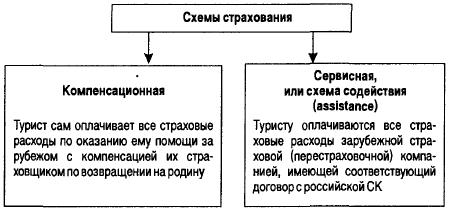 Схемы страхования
Компенсационная
Турист сам оплачивает все страховые
расходы по оказанию ему помощи за
рубежом с компенсацией их стра-
ховщиком по возвращении на родину
Сервисная,
или схема содействия
(assistance)
Туристу оплачиваются все стра-
ховые расходы зарубежной стра-
ховой (перестраховочной) компа-
нией, имеющей соответствующий
договор с российской СК